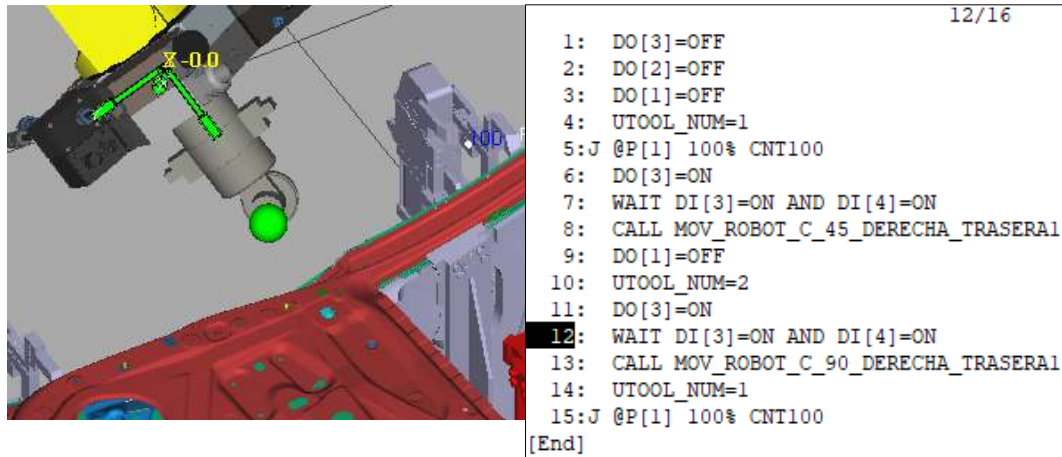 X -0.0
100
12/16
1: DO[3]=OFF
2: DO[2]=OFF
3: DO[1]=OFF
4: UTOOL_NUM=1
5:J @P[1] 100% CNT100
6: DO[3]=ON
7: WAIT DI[3]=ON AND DI[4]=ON
8: CALL MOV_ROBOT_C_45_DERECHA_TRASERA1
9: DO[1]=OFF
10: UTOOL_NUM=2
11: DO[3]=ON
12: WAIT DI[3]=ON AND DI[4]=ON
13: CALL MOV_ROBOT_C_90_DERECHA_TRASERA1
14: UTOOL_NUM=1
15:J @P[1] 100% CNT100
[End]